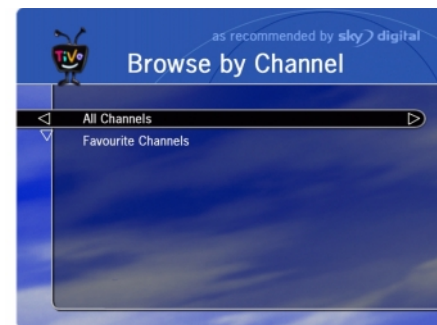 as recommended by sky digital
TiVo
Browse by Channel
All Channels
Favourite Channels